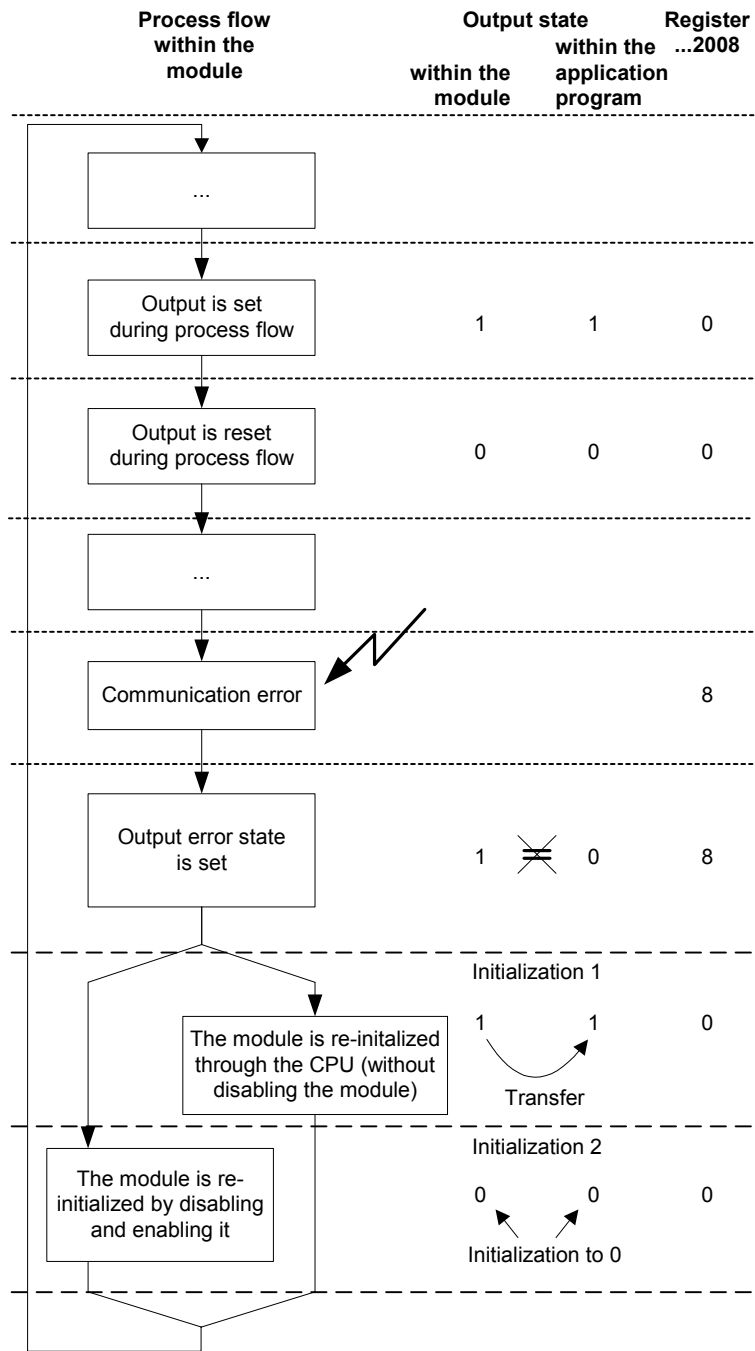 Process flow
within the
module
Output state
within the
module
within the
application
program
Register
...2008
...
Output is set
during process flow
1 1 0
Output is reset
during process flow
0 0 0
...
Communication error
8
Output error state
is set
1 = 0 8
Initialization 1
The module is re-initalized
through the CPU (without
disabling the module)
1 1 0
Transfer
Initialization 2
The module is re-
initialized by disabling
and enabling it
0 0 0
Initialization to 0